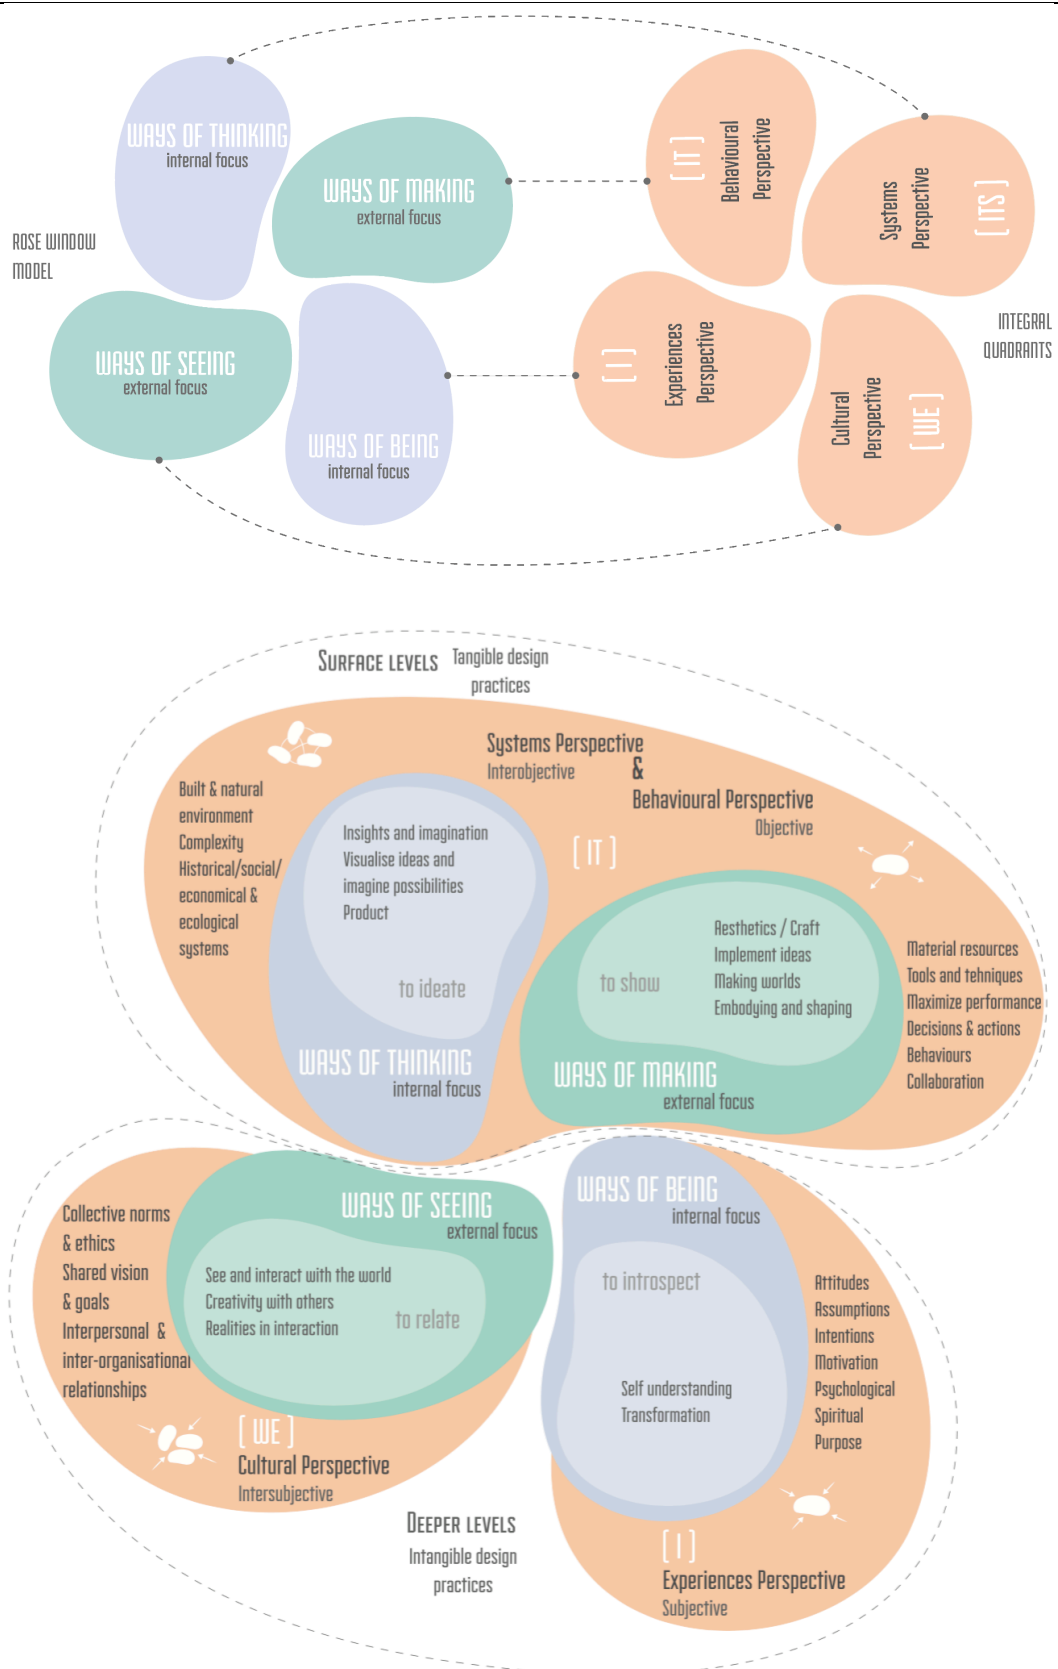 WAYS OF THINKING
internal focus
WAYS OF MAKING
external focus
ROSE WINDOW
MODEL
WAYS OF SEEING
external focus
WAYS OF BEING
internal focus
[ IT ]
Behavioural
Perspective
Systems
Perspective
[ ITS ]
[ I ]
Experiences
Perspective
Cultural
Perspective
[ WE ]
INTEGRAL
QUADRANTS
SURFACE LEVELS
Tangible design
practices
Systems Perspective
Interobjective
&
Behavioural Perspective
Objective
[ IT ]
Built & natural
environment
Complexity
Historical/social/
economical &
ecological
systems
Insights and imagination
Visualise ideas and
imagine possibilities
Product
to ideate
WAYS OF THINKING
internal focus
to show
Aesthetics / Craft
Implement ideas
Making worlds
Embodying and shaping
WAYS OF MAKING
external focus
Material resources
Tools and tehniques
Maximize performance
Decisions & actions
Behaviours
Collaboration
WAYS OF SEEING
external focus
Collective norms
& ethics
Shared vision
& goals
Interpersonal &
inter-organisational
relationships
See and interact with the world
Creativity with others
Realities in interaction
to relate
[ WE ]
Cultural Perspective
Intersubjective
WAYS OF BEING
internal focus
to introspect
Self understanding
Transformation
Attitudes
Assumptions
Intentions
Motivation
Psychological
Spiritual
Purpose
DEEPER LEVELS
Intangible design
practices
[ I ]
Experiences Perspective
Subjective